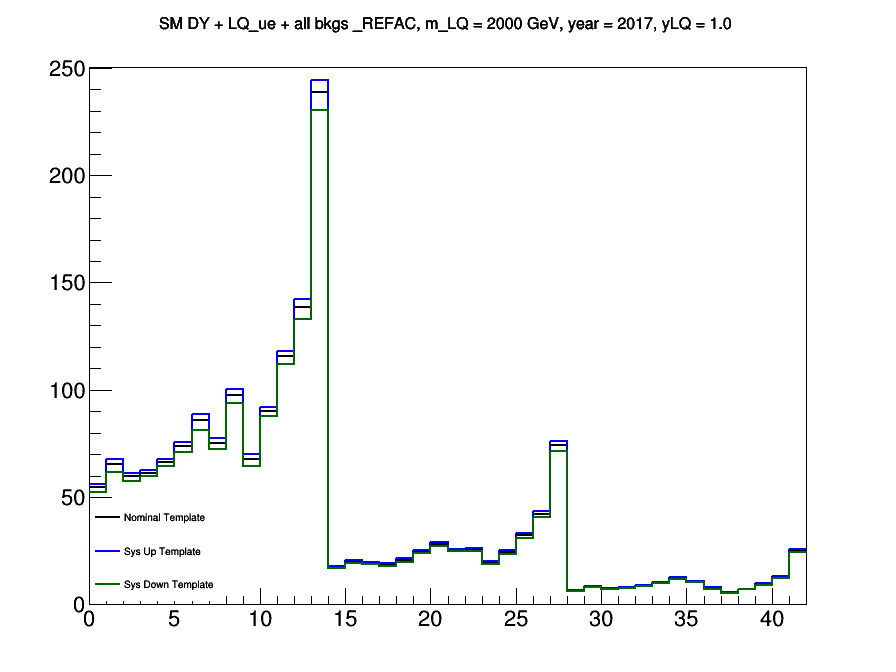 SM DY + LQ_ue + all bkgs _REFAC, m_LQ = 2000 GeV, year = 2017, yLQ = 1.0
250
200
150
100
50
0
Nominal Template
Sys Up Template
Sys Down Template
0 5 10 15 20 25 30 35 40